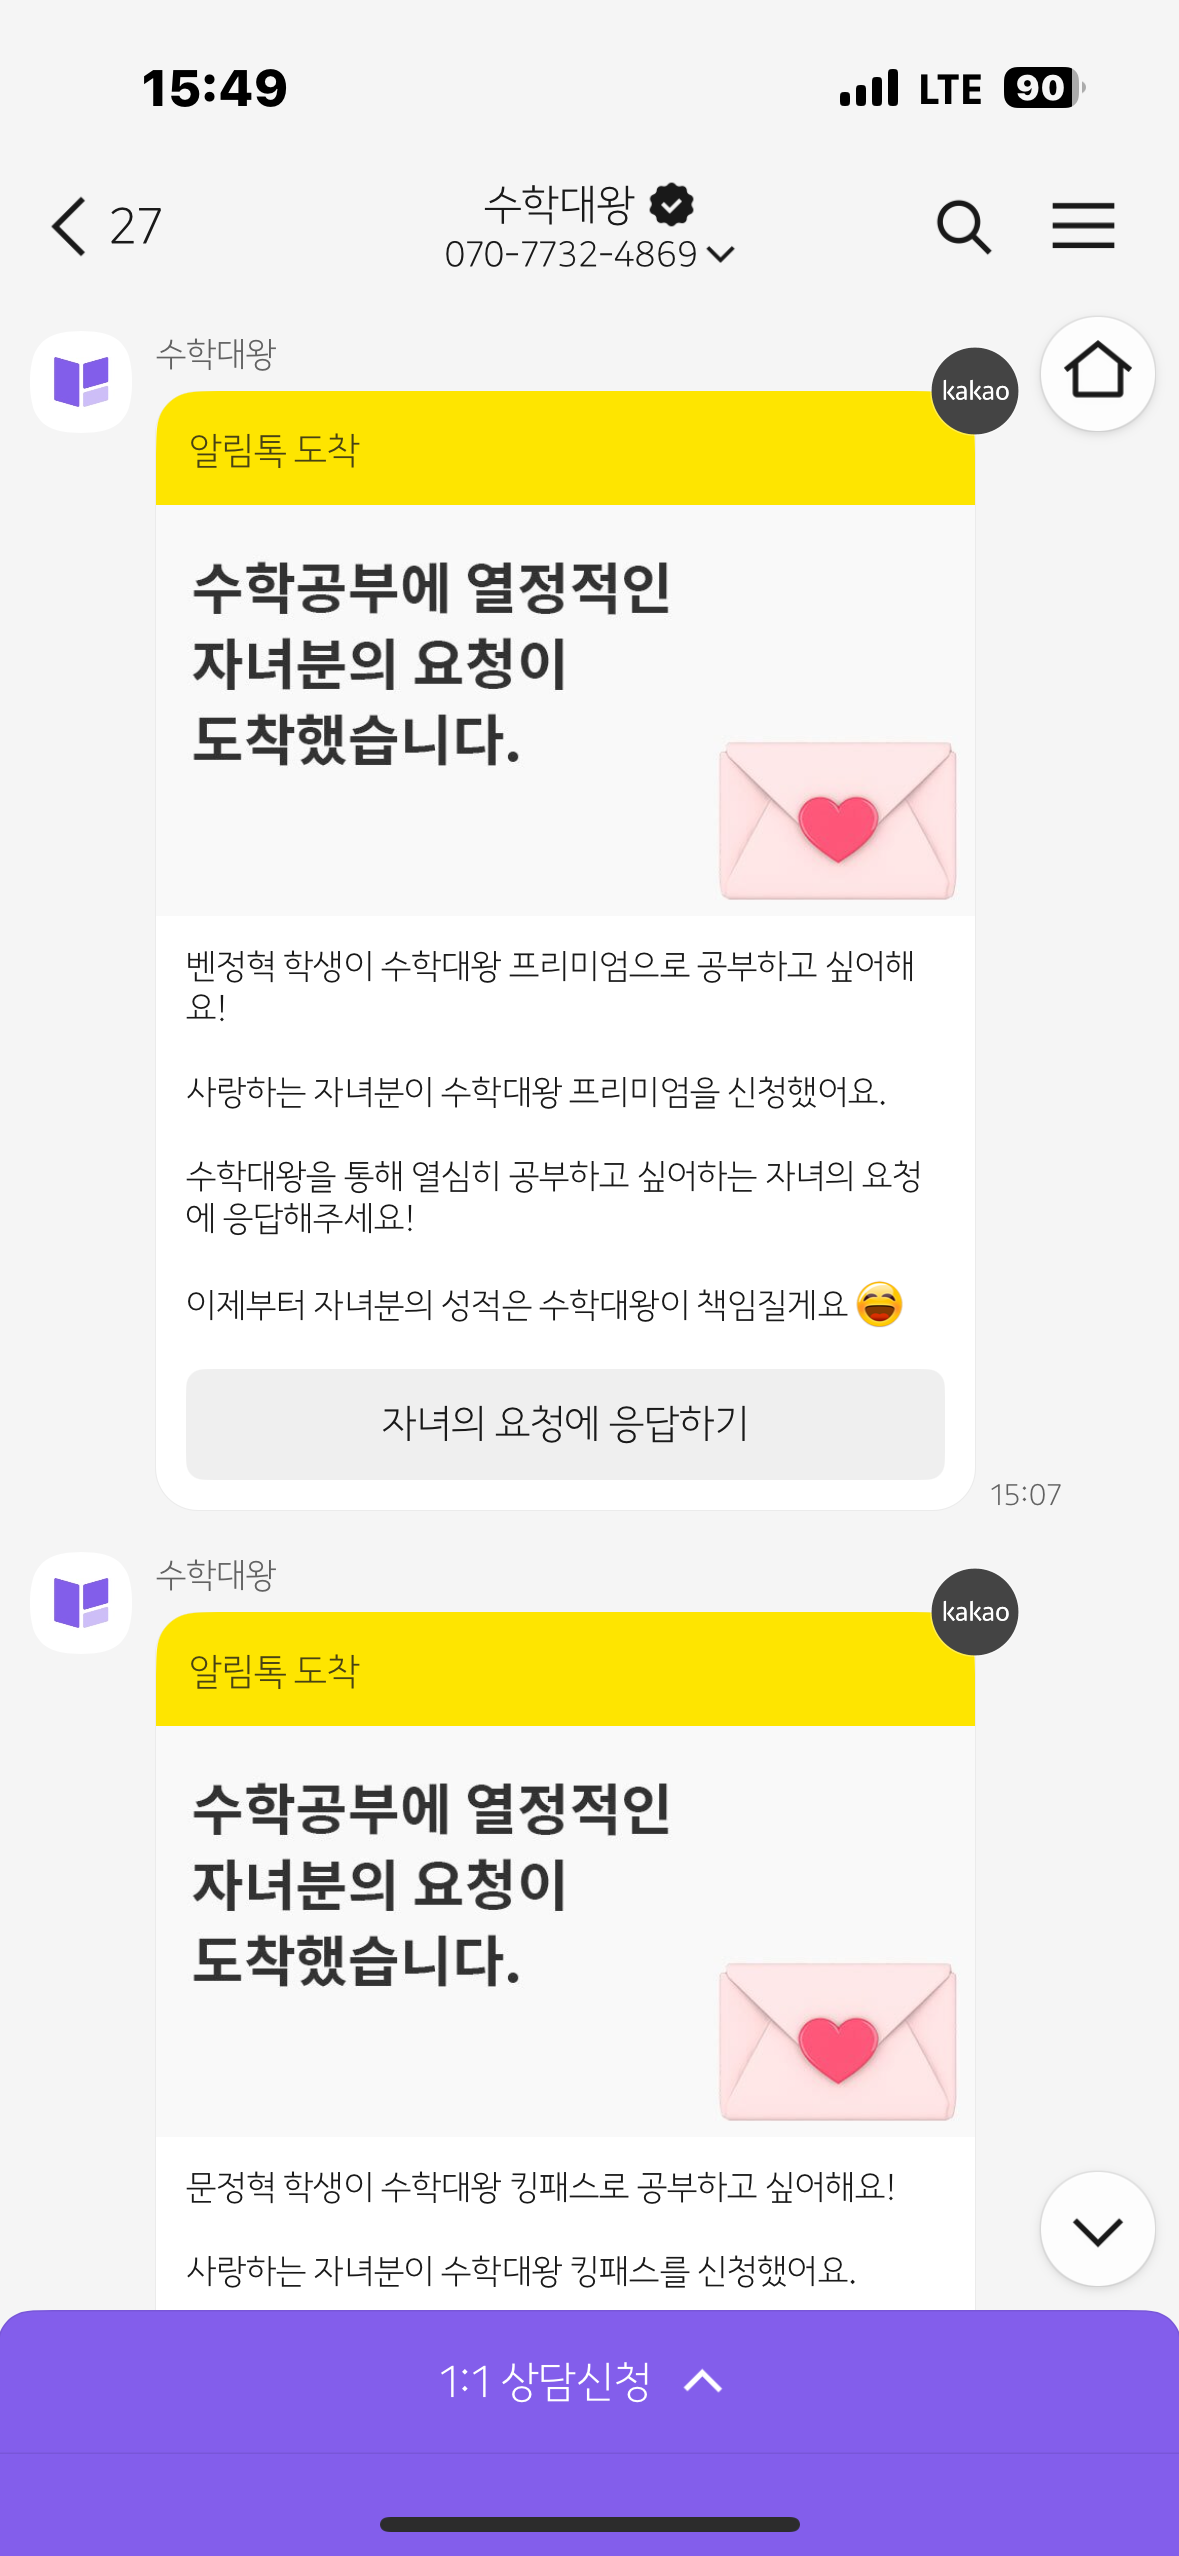 15:49
LTE 90
27
수학대왕
070-7732-4869
수학대왕
kakao
알림톡 도착
수학공부에 열정적인
자녀분의 요청이
도착했습니다.
벤정혁 학생이 수학대왕 프리미엄으로 공부하고 싶어해
요!
사랑하는 자녀분이 수학대왕 프리미엄을 신청했어요.
수학대왕을 통해 열심히 공부하고 싶어하는 자녀의 요청
에 응답해주세요!
이제부터 자녀분의 성적은 수학대왕이 책임질게요 😄
자녀의 요청에 응답하기
15:07
수학대왕
kakao
알림톡 도착
수학공부에 열정적인
자녀분의 요청이
도착했습니다.
문정혁 학생이 수학대왕 킹패스로 공부하고 싶어해요!
사랑하는 자녀분이 수학대왕 킹패스를 신청했어요.
1:1 상담신청